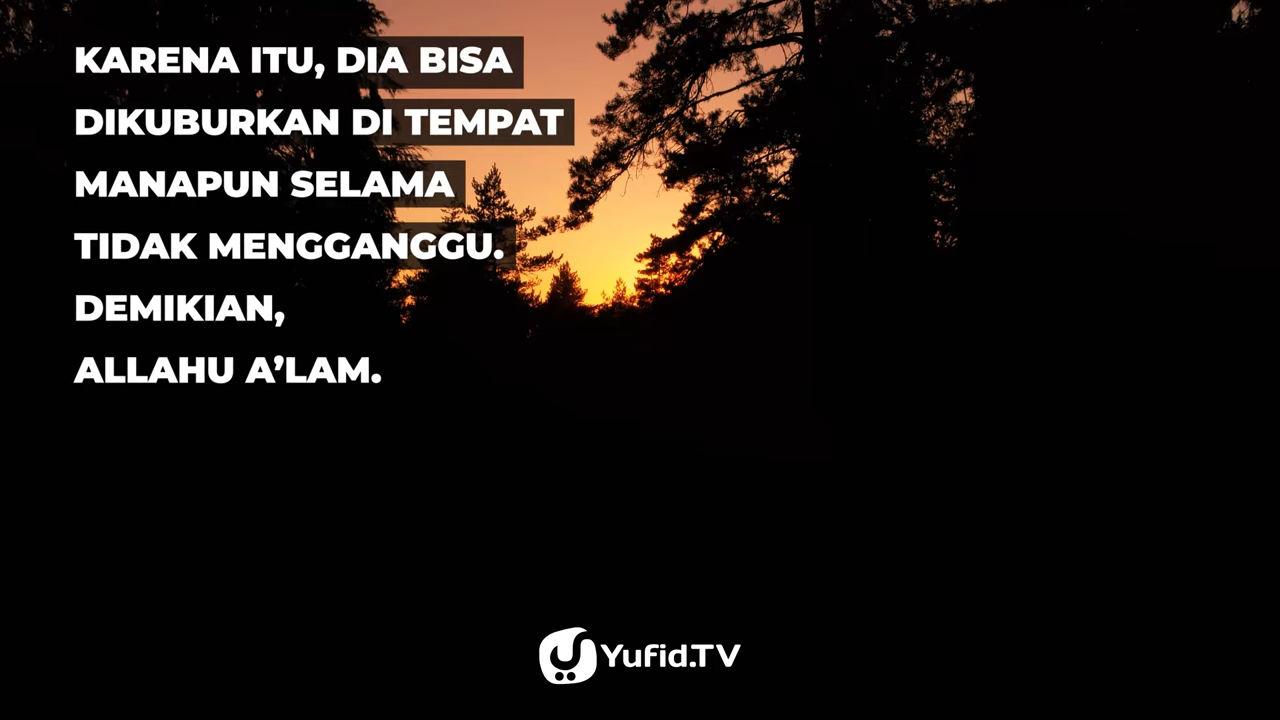 KARENA ITU, DIA BISA
DIKUBURKAN DI TEMPAT
MANAPUN SELAMA
TIDAK MENGGANGGU.
DEMIKIAN,
ALLAHU A’LAM.
Yufid.TV